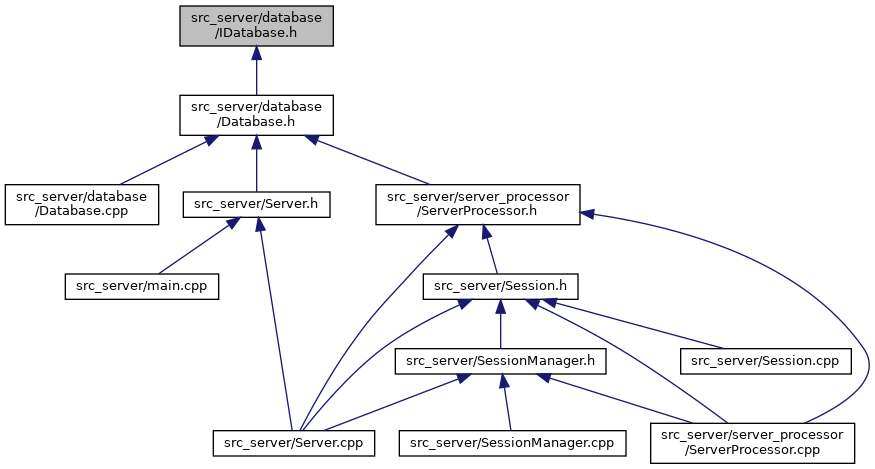 src_server/database
/IDatabase.h
src_server/database
/Database.h
src_server/database
/Database.cpp
src_server/Server.h
src_server/server_processor
/ServerProcessor.h
src_server/main.cpp
src_server/Session.h
src_server/SessionManager.h
src_server/Session.cpp
src_server/Server.cpp
src_server/SessionManager.cpp
src_server/server_processor
/ServerProcessor.cpp